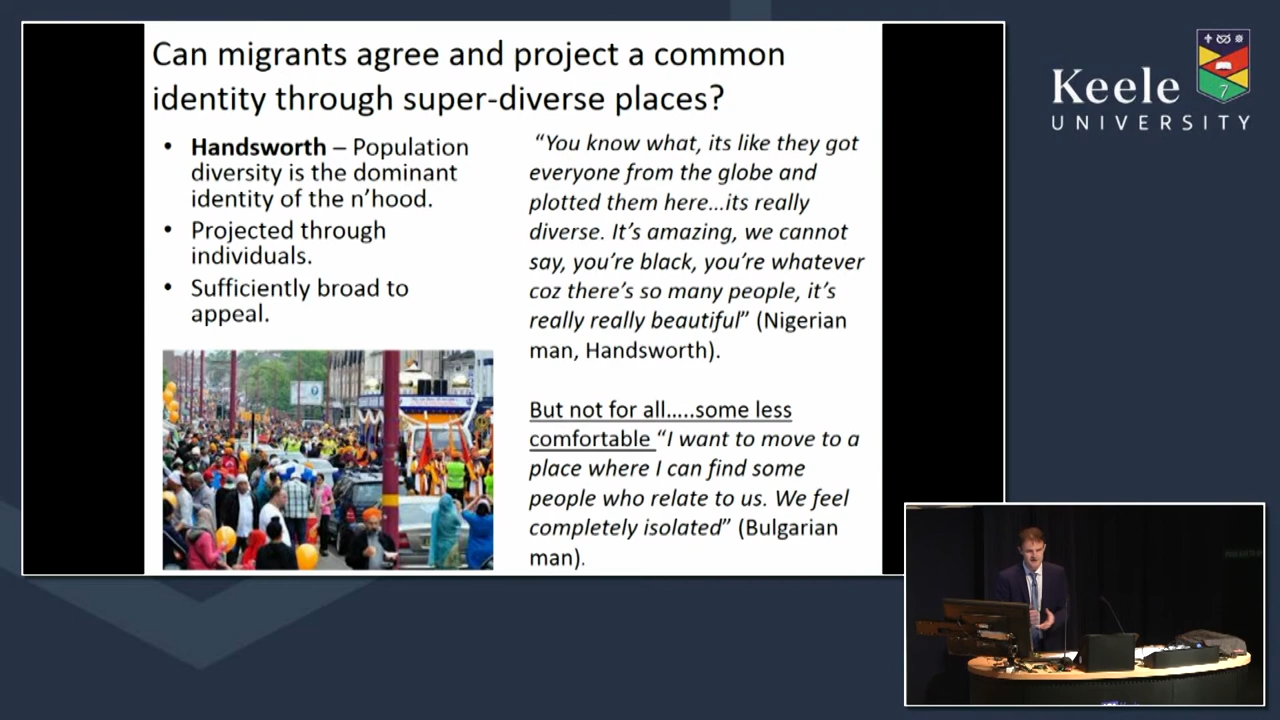 Can migrants agree and project a common
identity through super-diverse places?
• Handsworth – Population
diversity is the dominant
identity of the n’hood.
• Projected through
individuals.
• Sufficiently broad to
appeal.
“You know what, its like they got
everyone from the globe and
plotted them here…its really
diverse. It’s amazing, we cannot
say, you’re black, you’re whatever
coz there’s so many people, it’s
really really beautiful” (Nigerian
man, Handsworth).
But not for all…..some less
comfortable “I want to move to a
place where I can find some
people who relate to us. We feel
completely isolated” (Bulgarian
man).
Keele
UNIVERSITY